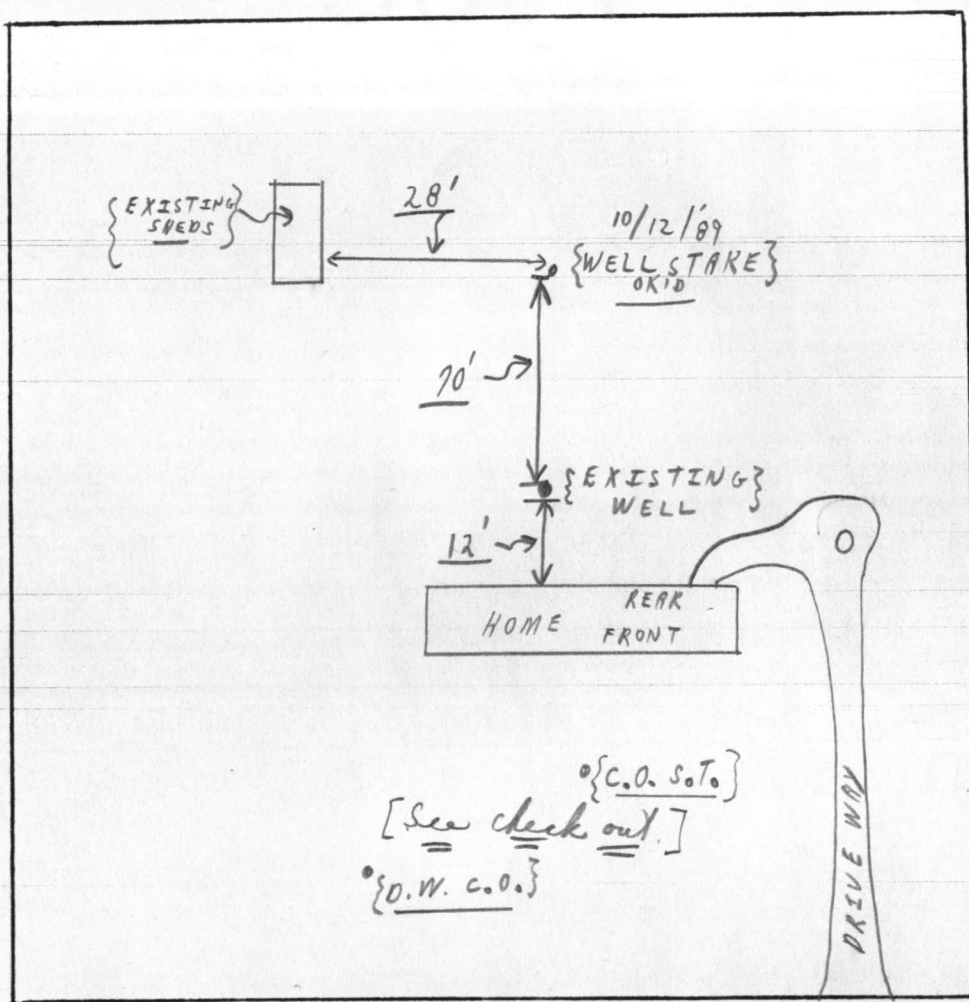 28'
{EXISTING
SHEDS}
10/12/'89
{WELL STAKE}
OK'D
70'
{EXISTING}
WELL
12'
REAR
HOME
FRONT
{C.O. S.T.}
[See check out.]
{D.W. C.O.}
DRIVE WAY